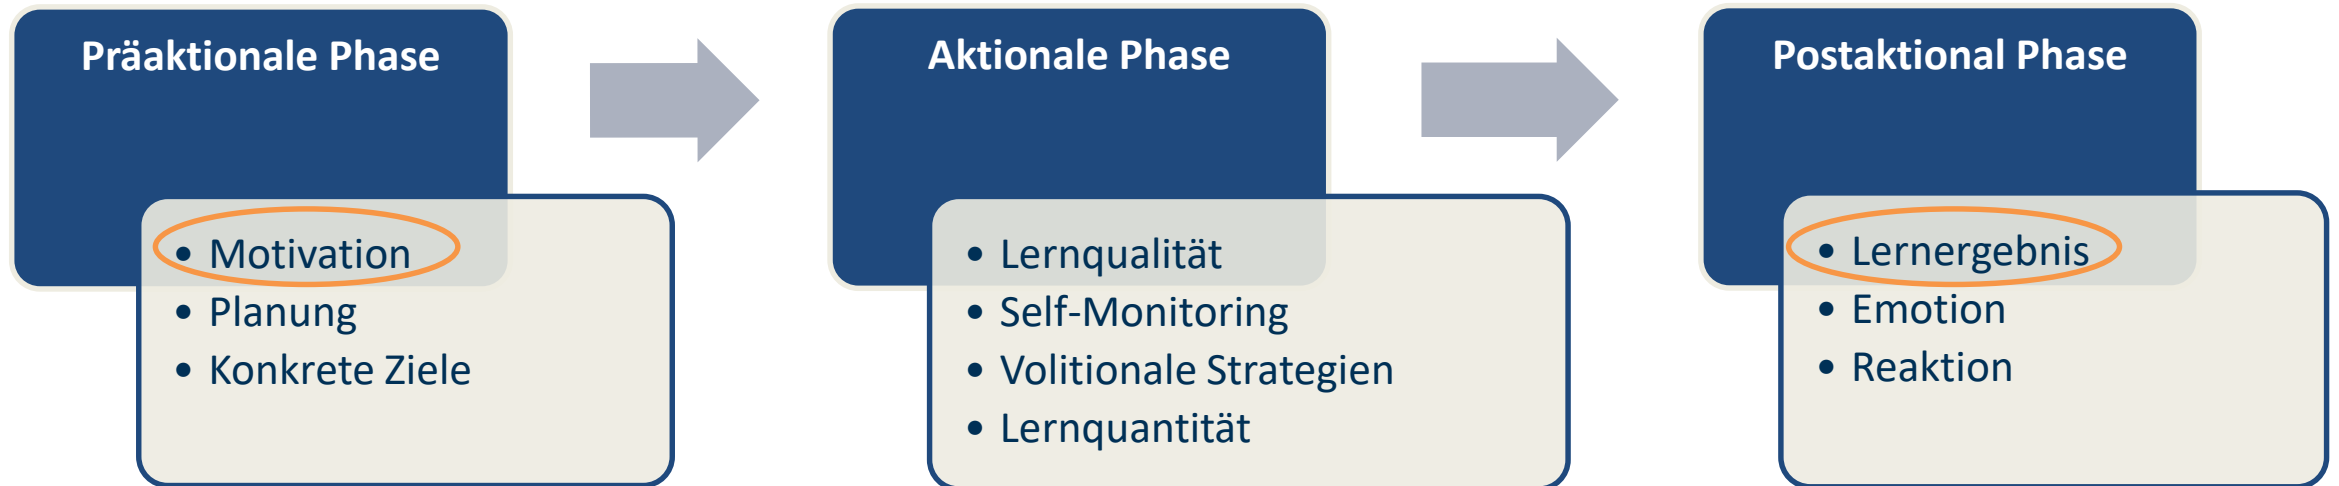 Präaktionale Phase
• Motivation
• Planung
• Konkrete Ziele
Aktionale Phase
• Lernqualität
• Self-Monitoring
• Volitionale Strategien
• Lernquantität
Postaktional Phase
• Lernergebnis
• Emotion
• Reaktion